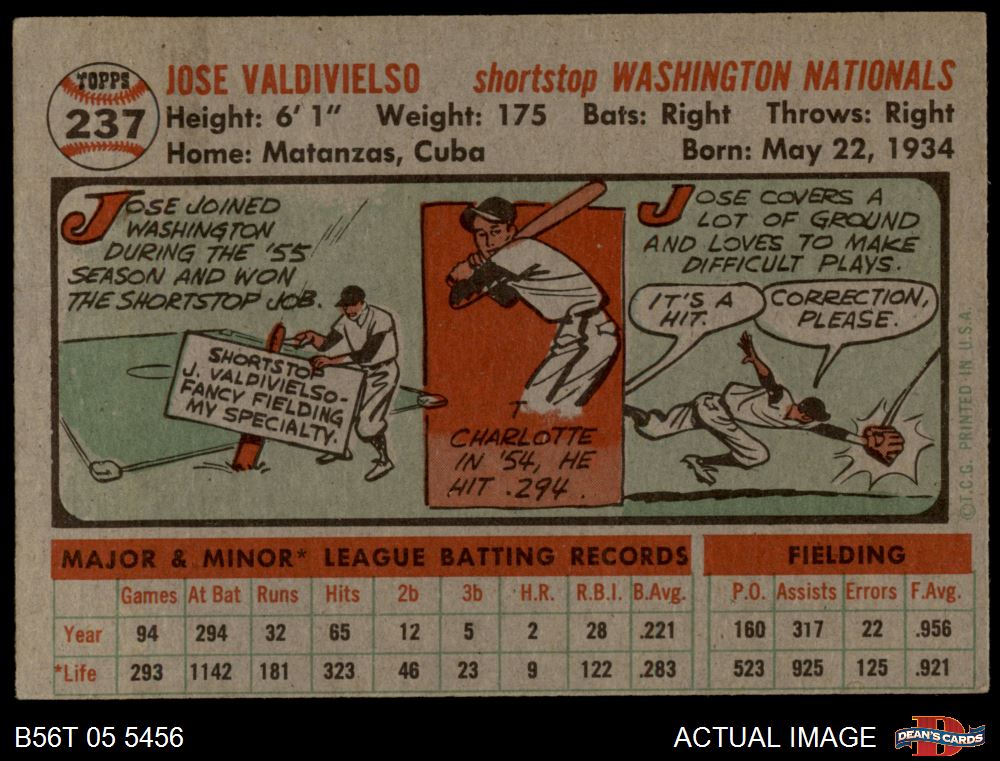 TOPPS
237
JOSE VALDIVIELSO shortstop WASHINGTON NATIONALS
Height: 6' 1" Weight: 175 Bats: Right Throws: Right
Home: Matanzas, Cuba Born: May 22, 1934
JOSE JOINED
WASHINGTON
DURING THE '55
SEASON AND WON
THE SHORTSTOP JOB.
SHORTSTOP
J. VALDIVIELSO-
FANCY FIELDING
MY SPECIALTY.
T
CHARLOTTE
IN '54, HE
HIT .294.
JOSE COVERS A
LOT OF GROUND
AND LOVES TO MAKE
DIFFICULT PLAYS.
IT'S A
HIT.
CORRECTION,
PLEASE.
©T.C.G. PRINTED IN U.S.A.
MAJOR & MINOR* LEAGUE BATTING RECORDS FIELDING
Games At Bat Runs Hits 2b 3b H.R. R.B.I. B.Avg. P.O. Assists Errors F.Avg.
Year 94 294 32 65 12 5 2 28 .221 160 317 22 .956
*Life 293 1142 181 323 46 23 9 122 .283 523 925 125 .921
B56T 05 5456 ACTUAL IMAGE
DEAN'S CARDS